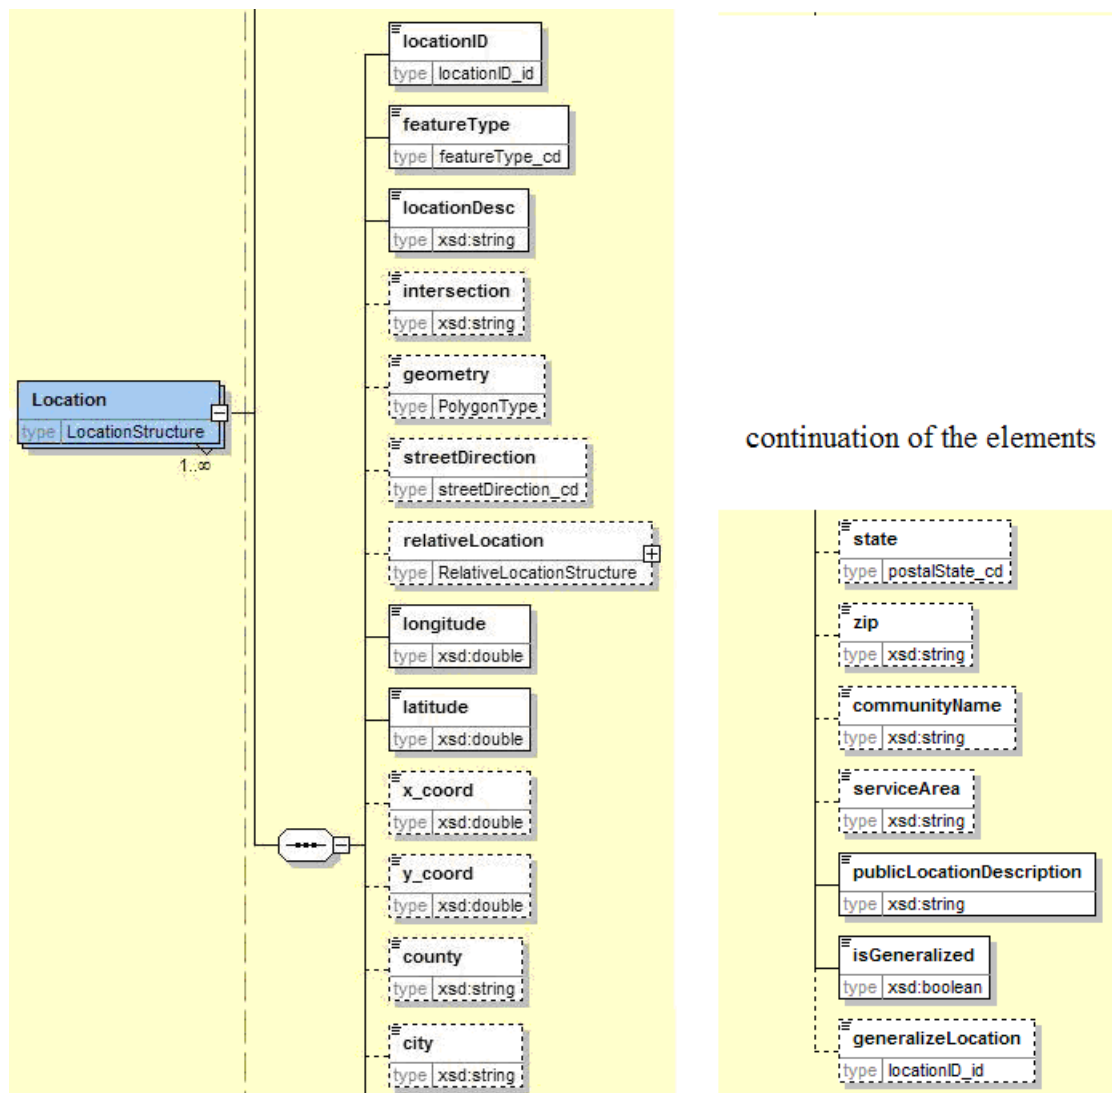 locationID
type locationID_id
featureType
type featureType_cd
locationDesc
type xsd:string
intersection
type xsd:string
geometry
type PolygonType
Location
type LocationStructure
1..∞
streetDirection
type streetDirection_cd
relativeLocation
type RelativeLocationStructure
longitude
type xsd:double
latitude
type xsd:double
x_coord
type xsd:double
y_coord
type xsd:double
county
type xsd:string
city
type xsd:string
continuation of the elements
state
type postalState_cd
zip
type xsd:string
communityName
type xsd:string
serviceArea
type xsd:string
publicLocationDescription
type xsd:string
isGeneralized
type xsd:boolean
generalizeLocation
type locationID_id